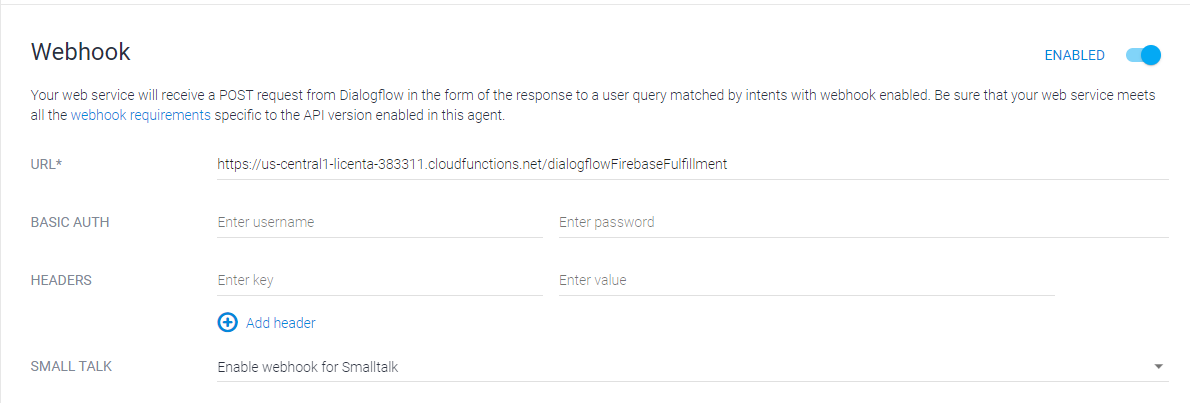 Webhook
ENABLED
Your web service will receive a POST request from Dialogflow in the form of the response to a user query matched by intents with webhook enabled. Be sure that your web service meets
all the webhook requirements specific to the API version enabled in this agent.
URL* https://us-central1-licenta-383311.cloudfunctions.net/dialogflowFirebaseFulfillment
BASIC AUTH Enter username Enter password
HEADERS Enter key Enter value
Add header
SMALL TALK Enable webhook for Smalltalk